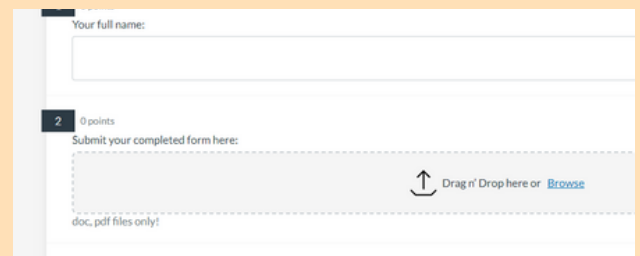 Your full name:
2 0 points
Submit your completed form here:
Drag n' Drop here or Browse
doc, pdf files only!